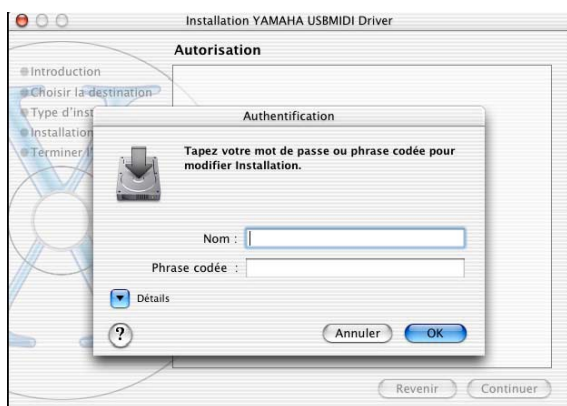 Installation YAMAHA USBMIDI Driver
Autorisation
Introduction
Choisir la destination
Type d'inst
Installation
Terminer l'
Authentification
Tapez votre mot de passe ou phrase codée pour
modifier Installation.
Nom :
Phrase codée :
Détails
?
Annuler
OK
Revenir
Continuer